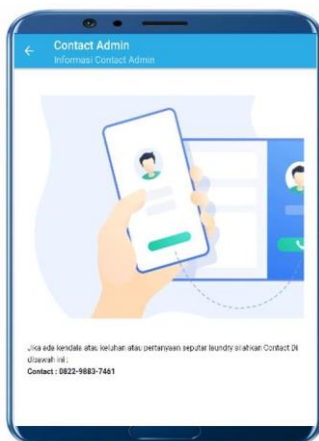 Contact Admin
Informasi Contact Admin
Jika ada kendala atau keluhan atau pertanyaan seputar laundry silahkan Contact Di
dibawah ini :
Contact : 0822-9883-7461